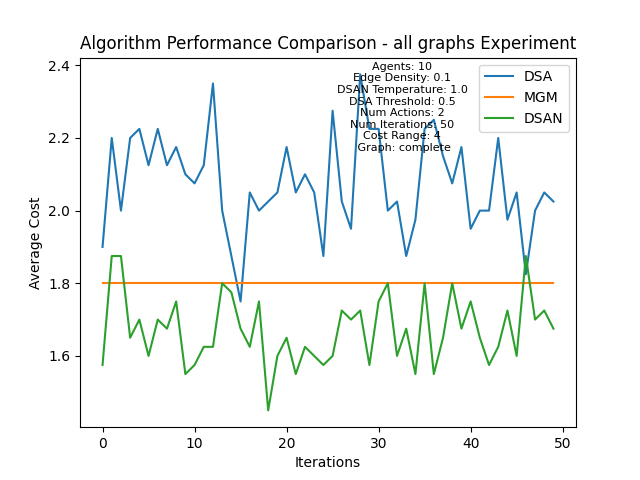 Algorithm Performance Comparison - all graphs Experiment
Agents: 10
Edge Density: 0.1
DSAN Temperature: 1.0
DSA Threshold: 0.5
Num Actions: 2
Num Iterations: 50
Cost Range: 4
Graph: complete
DSA
MGM
DSAN
Average Cost
2.4
2.2
2.0
1.8
1.6
0
10
20
30
40
50
Iterations